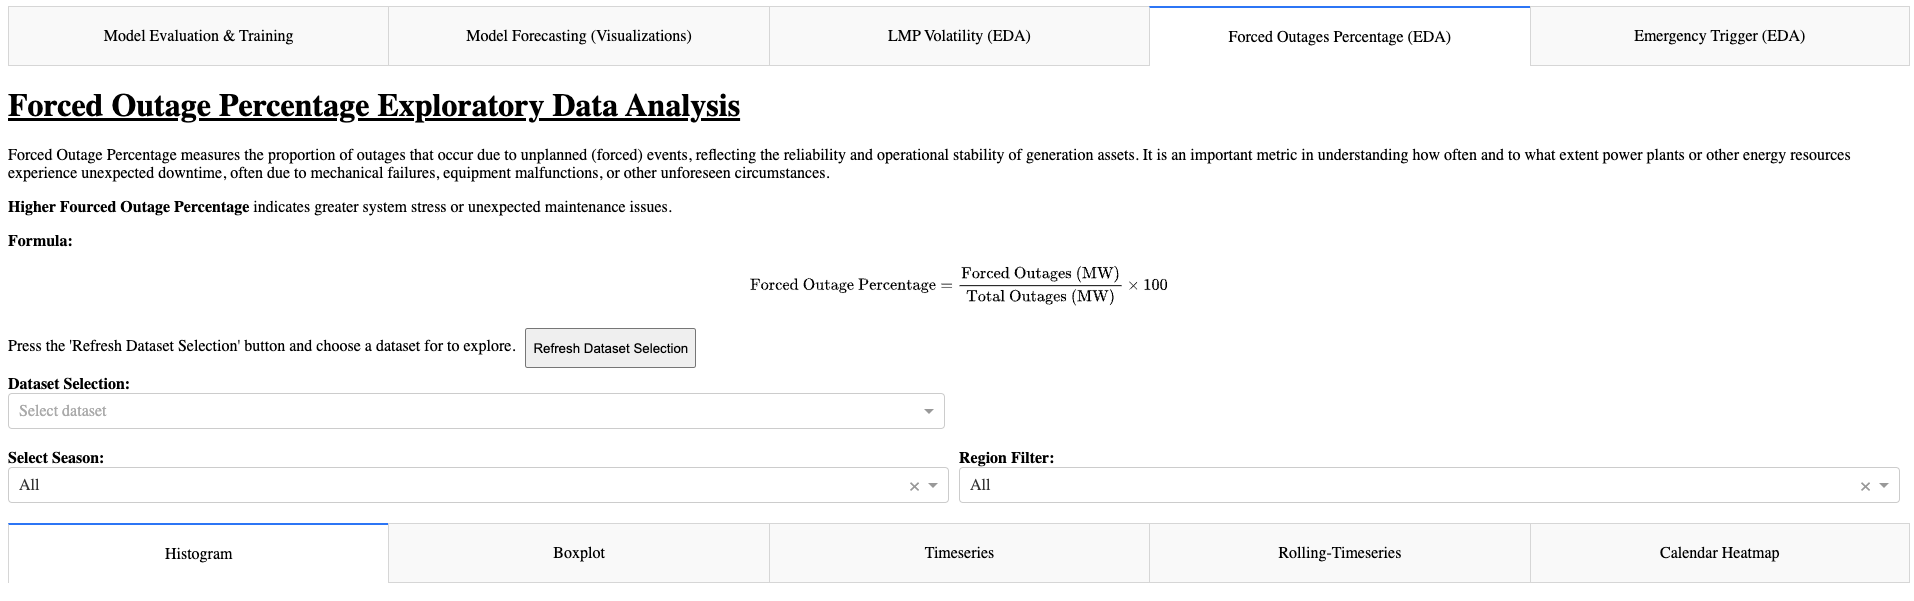 Model Evaluation & Training
Model Forecasting (Visualizations)
LMP Volatility (EDA)
Forced Outages Percentage (EDA)
Emergency Trigger (EDA)
Forced Outage Percentage Exploratory Data Analysis
Forced Outage Percentage measures the proportion of outages that occur due to unplanned (forced) events, reflecting the reliability and operational stability of generation assets. It is an important metric in understanding how often and to what extent power plants or other energy resources
experience unexpected downtime, often due to mechanical failures, equipment malfunctions, or other unforeseen circumstances.
Higher Fourced Outage Percentage indicates greater system stress or unexpected maintenance issues.
Formula:
Forced Outage Percentage = Forced Outages (MW) / Total Outages (MW) × 100
Press the 'Refresh Dataset Selection' button and choose a dataset for to explore.
Refresh Dataset Selection
Dataset Selection:
Select dataset
Select Season:
All
Region Filter:
All
Histogram
Boxplot
Timeseries
Rolling-Timeseries
Calendar Heatmap